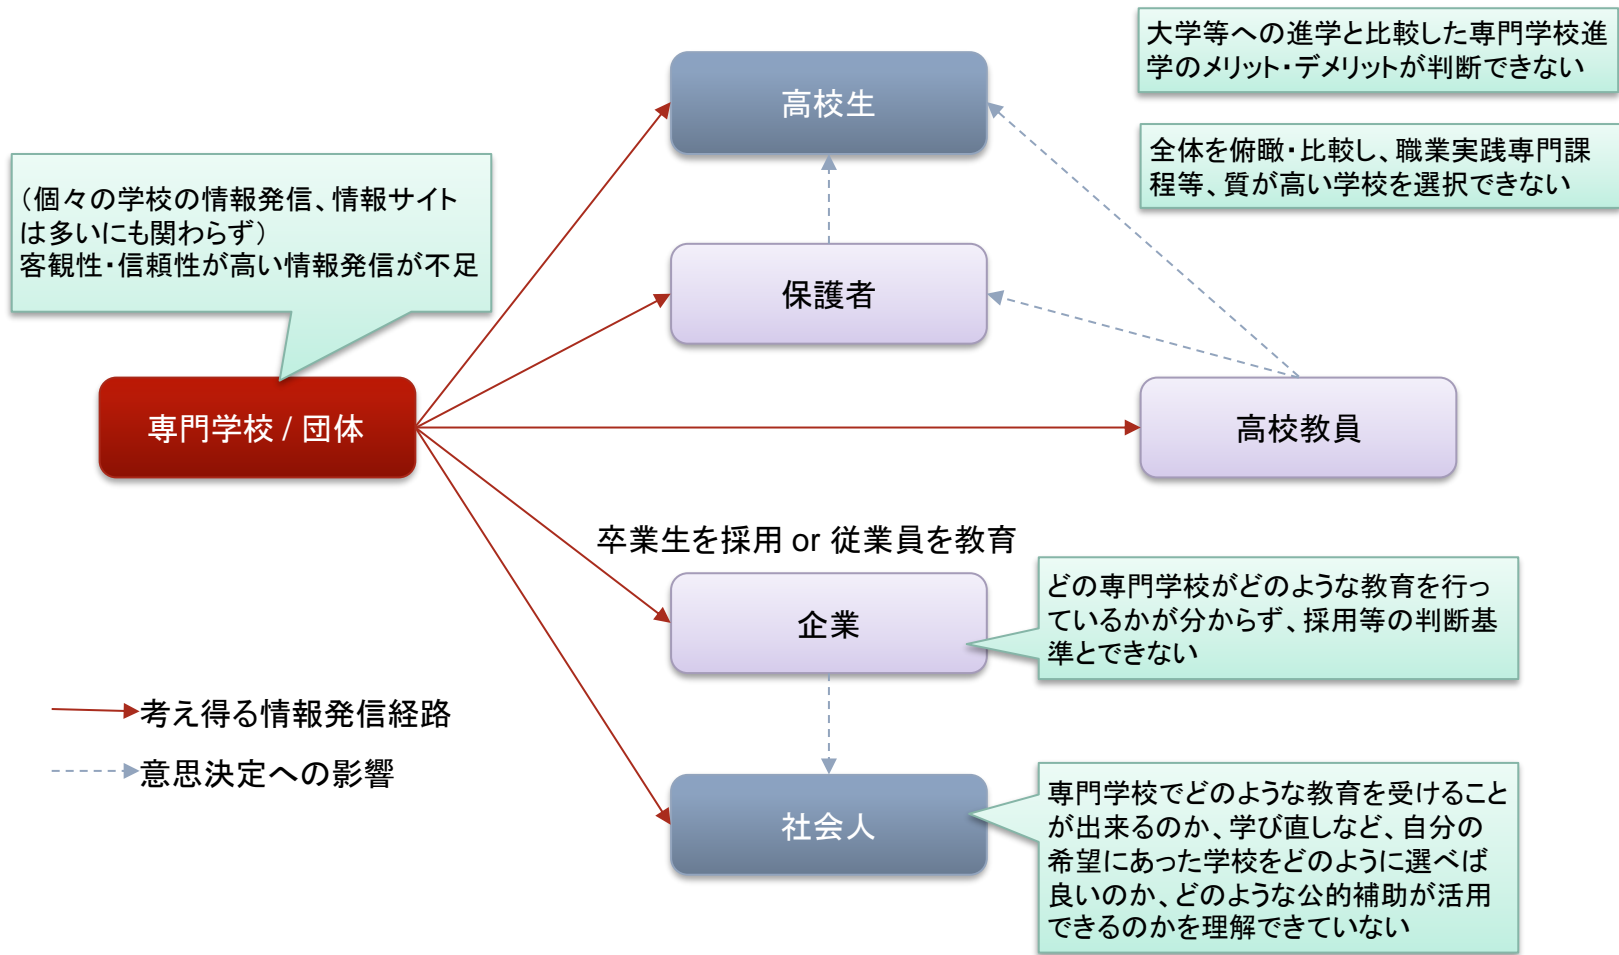 大学等への進学と比較した専門学校進
学のメリット・デメリットが判断できない
高校生
全体を俯瞰・比較し、職業実践専門課
程等、質が高い学校を選択できない
（個々の学校の情報発信、情報サイト
は多いにも関わらず）
客観性・信頼性が高い情報発信が不足
保護者
専門学校 / 団体
高校教員
卒業生を採用 or 従業員を教育
企業
どの専門学校がどのような教育を行っ
ているかが分からず、採用等の判断基
準とできない
考え得る情報発信経路
意思決定への影響
社会人
専門学校でどのような教育を受けること
が出来るのか、学び直しなど、自分の
希望にあった学校をどのように選べば
良いのか、どのような公的補助が活用
できるのかを理解できていない